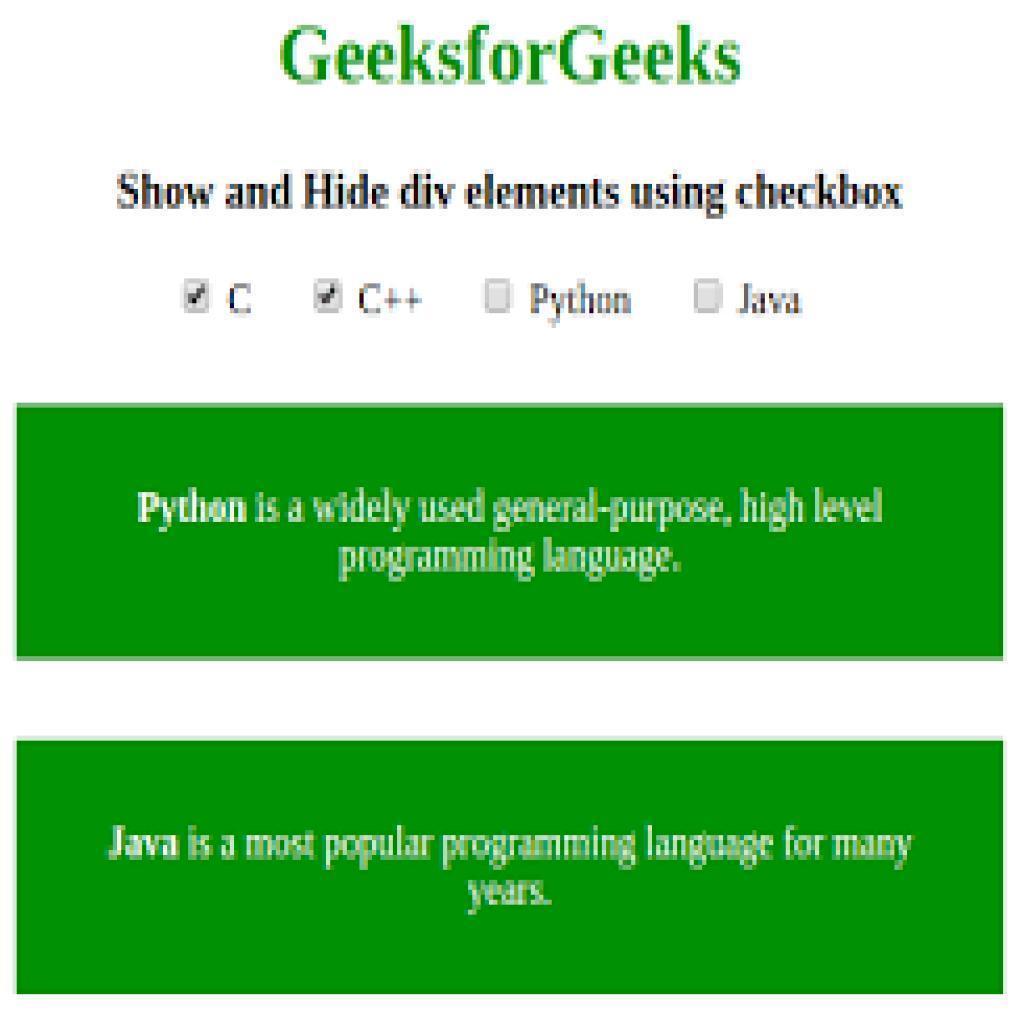 GeeksforGeeks
Show and Hide div elements using checkbox
C C++ Python Java
Python is a widely used general-purpose, high level
programming language.
Java is a most popular programming language for many
years.